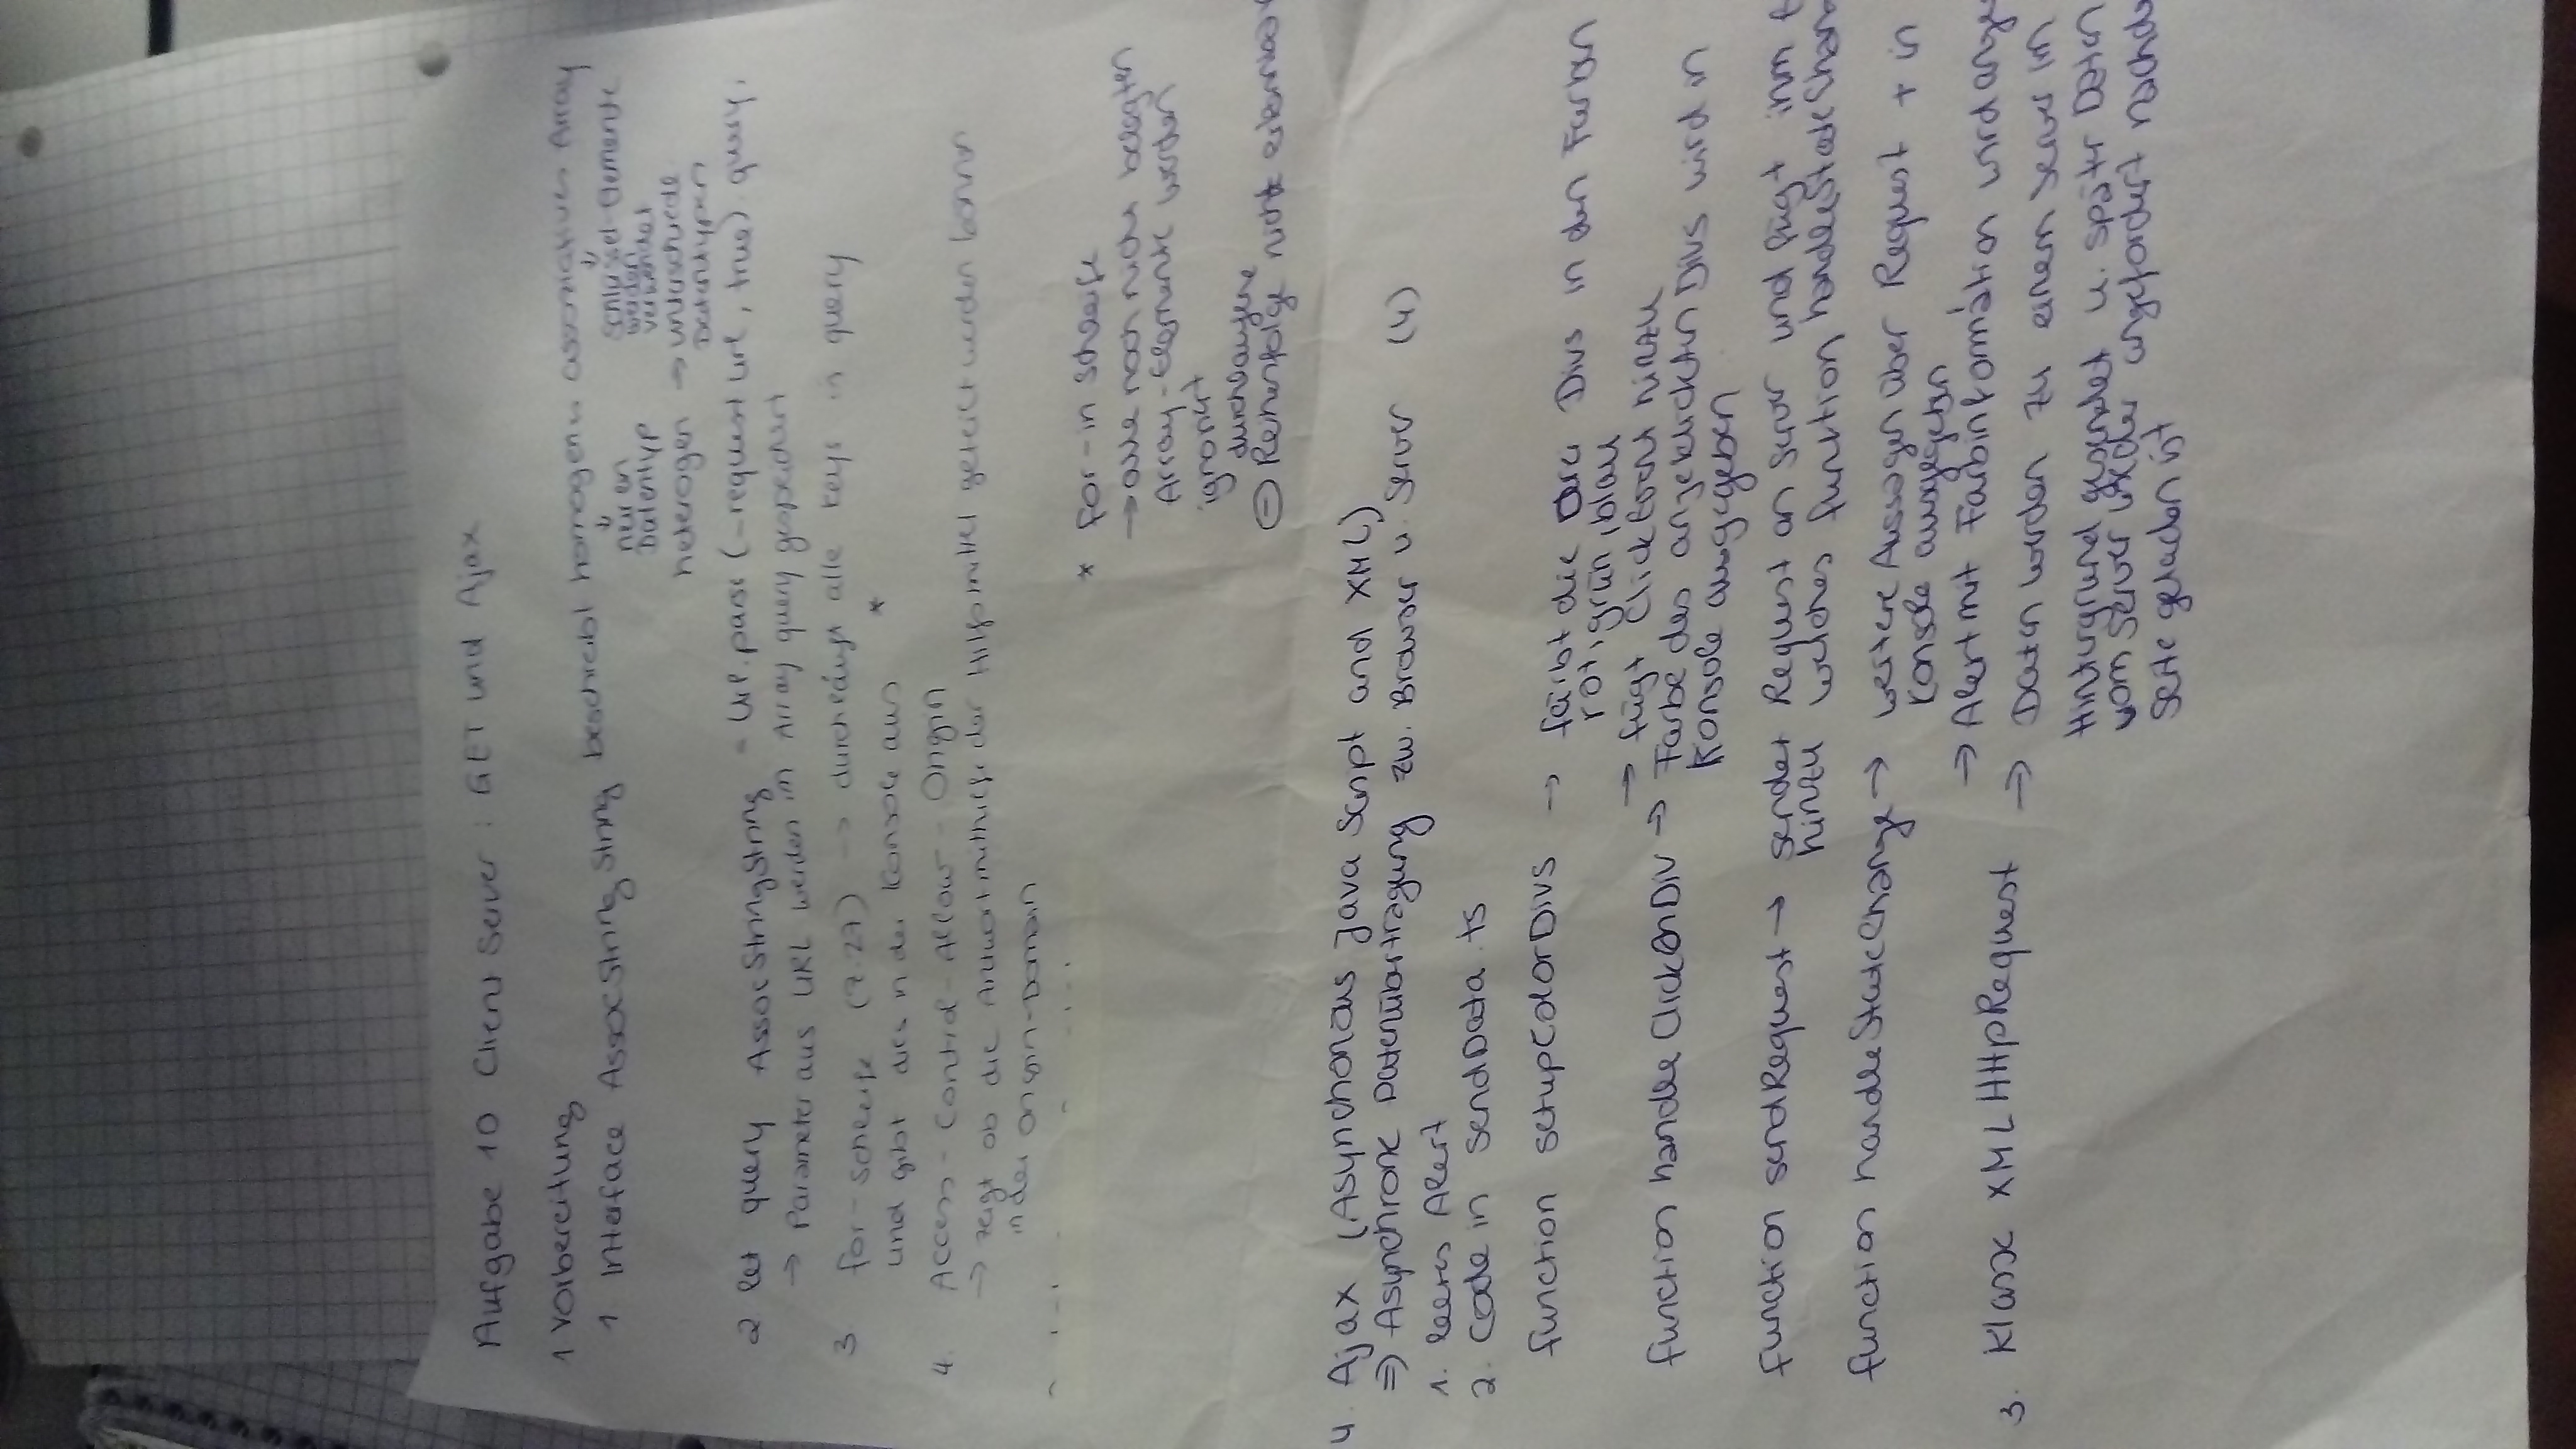 Aufgabe 10 Client Server : GET und Ajax
1 Vorbereitung
1 Interface AssocStringString beschreibt homogenes assoziatives Array
↓ nur ein Datentyp
↓ Schlüssel-Elemente werden verwendet
heterogen → unterschiedl. Datentypen
2 let query AssocStringString = Url.parse (_request.url, true).query;
→ Parameter aus URL werden im Array query gespeichert
3 for-schleife (Z.27) → durchläuft alle keys in query
und gibt dies in der Konsole aus *
4. Access-Control-Allow-Origin
→ zeigt ob die Antwort mithilfe der Hilfsmittel geteilt werden können
in der Origin-Domain
* for-in Schleife
→ alle noch nicht belegten
Array-Elemente werden
ignoriert
durchlaufene
⊖ Reihenfolge nicht erkennbar
4. Ajax (Asynchonous Java Script and XML)
⇒ Asynchrone Datenübertragung zw. Browser u. Server (4)
1. leeres Alert
2. Code in sendData.ts
function setupColorDivs → färbt die drei Divs in den Farben
rot, grün, blau
→ fügt Click Event hinzu
function handleClickOnDiv → Farbe des angeklickten Divs wird in
Konsole ausgegeben
function sendRequest → sendet Request an Server und fügt ihm
hinzu welches function handleStateChan
function handleStateChange → weitere Aussagen über Request + in
Konsole ausgegeben
→ Alert mit Farbinformation wird ange
3. Klasse XMLHttpRequest → Daten werden zu einem Server im
Hintergrund gesendet u. später Daten
vom Server wieder angefordert nachde
Seite geladen ist